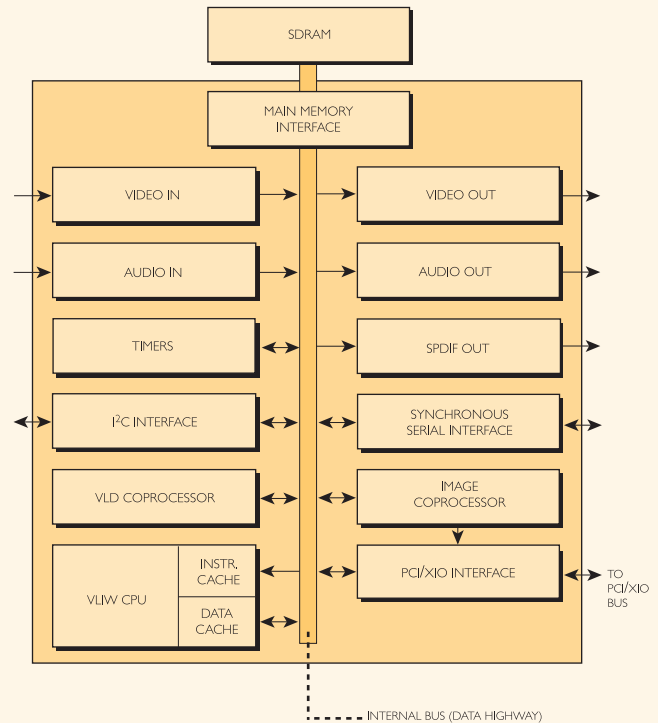 SDRAM
MAIN MEMORY
INTERFACE
VIDEO IN
VIDEO OUT
AUDIO IN
AUDIO OUT
TIMERS
SPDIF OUT
I²C INTERFACE
SYNCHRONOUS
SERIAL INTERFACE
VLD COPROCESSOR
IMAGE
COPROCESSOR
VLIW CPU
INSTR.
CACHE
DATA
CACHE
PCI/XIO INTERFACE
TO
PCI/XIO
BUS
INTERNAL BUS (DATA HIGHWAY)